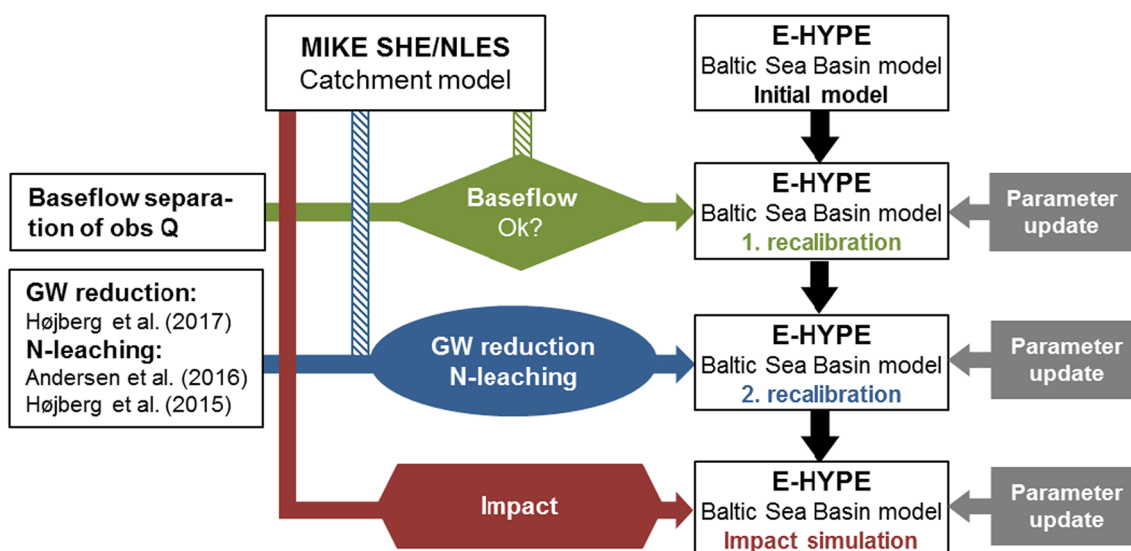 MIKE SHE/NLES
Catchment model
E-HYPE
Baltic Sea Basin model
Initial model
Baseflow separa-
tion of obs Q
Baseflow
Ok?
E-HYPE
Baltic Sea Basin model
1. recalibration
Parameter
update
GW reduction:
Højberg et al. (2017)
N-leaching:
Andersen et al. (2016)
Højberg et al. (2015)
GW reduction
N-leaching
E-HYPE
Baltic Sea Basin model
2. recalibration
Parameter
update
Impact
E-HYPE
Baltic Sea Basin model
Impact simulation
Parameter
update